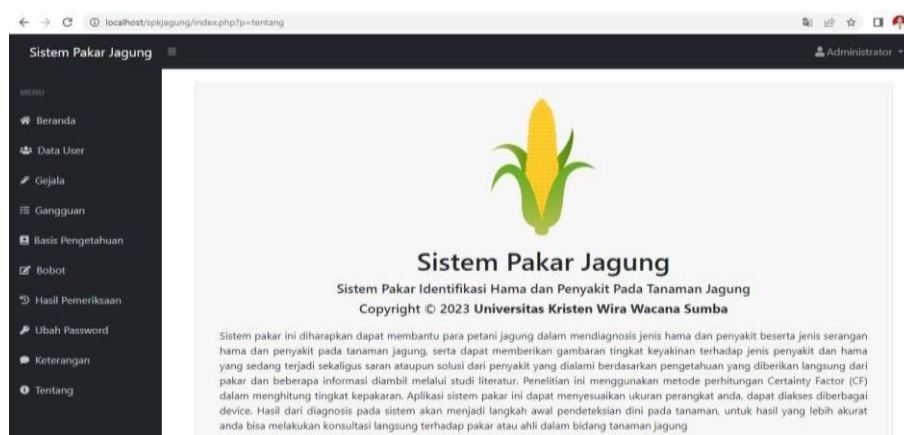 localhost/spkjagung/index.php?p=tentang
Sistem Pakar Jagung
Administrator
MENU
Beranda
Data User
Gejala
Gangguan
Basis Pengetahuan
Bobot
Hasil Pemeriksaan
Ubah Password
Keterangan
Tentang
Sistem Pakar Jagung
Sistem Pakar Identifikasi Hama dan Penyakit Pada Tanaman Jagung
Copyright © 2023 Universitas Kristen Wira Wacana Sumba
Sistem pakar ini diharapkan dapat membantu para petani jagung dalam mendiagnosis jenis hama dan penyakit beserta jenis serangan
hama dan penyakit pada tanaman jagung, serta dapat memberikan gambaran tingkat keyakinan terhadap jenis penyakit dan hama
yang sedang terjadi sekaligus saran ataupun solusi dari penyakit yang dialami berdasarkan pengetahuan yang diberikan langsung dari
pakar dan beberapa informasi diambil melalui studi literatur. Penelitian ini menggunakan metode perhitungan Certainty Factor (CF)
dalam menghitung tingkat kepakaran. Aplikasi sistem pakar ini dapat menyesuaikan ukuran perangkat anda, dapat diakses diberbagai
device. Hasil dari diagnosis pada sistem akan menjadi langkah awal pendeteksian dini pada tanaman, untuk hasil yang lebih akurat
anda bisa melakukan konsultasi langsung terhadap pakar atau ahli dalam bidang tanaman jagung